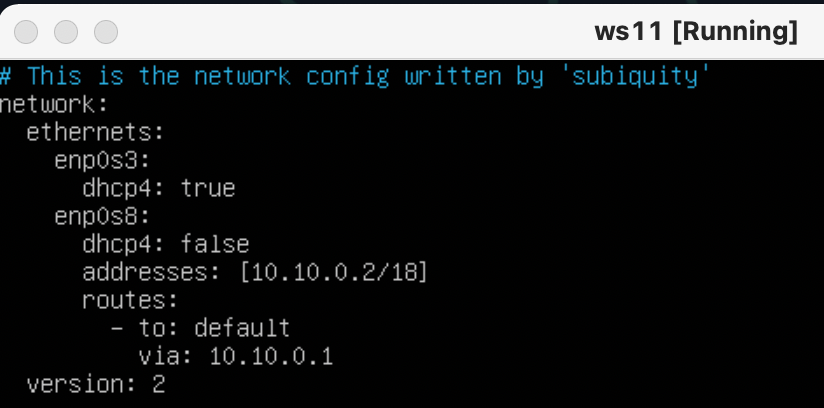 ws11 [Running]
# This is the network config written by 'subiquity'
network:
  ethernets:
    enp0s3:
      dhcp4: true
    enp0s8:
      dhcp4: false
      addresses: [10.10.0.2/18]
      routes:
        - to: default
          via: 10.10.0.1
  version: 2